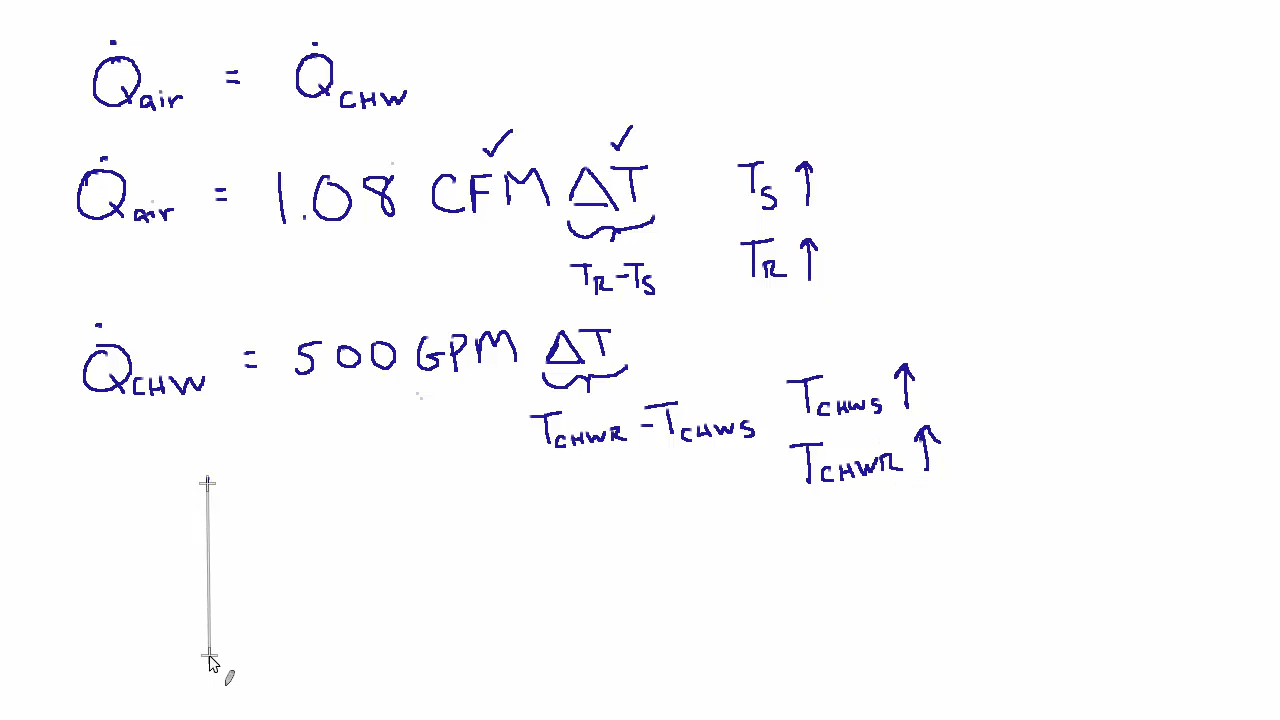 Q̇air = Q̇CHW
✓ ✓
Q̇air = 1.08 CFM ΔT TS ↑
TR ↑
TR - TS
Q̇CHW = 500 GPM ΔT
TCHWS ↑
TCHWR - TCHWS
TCHWR ↑